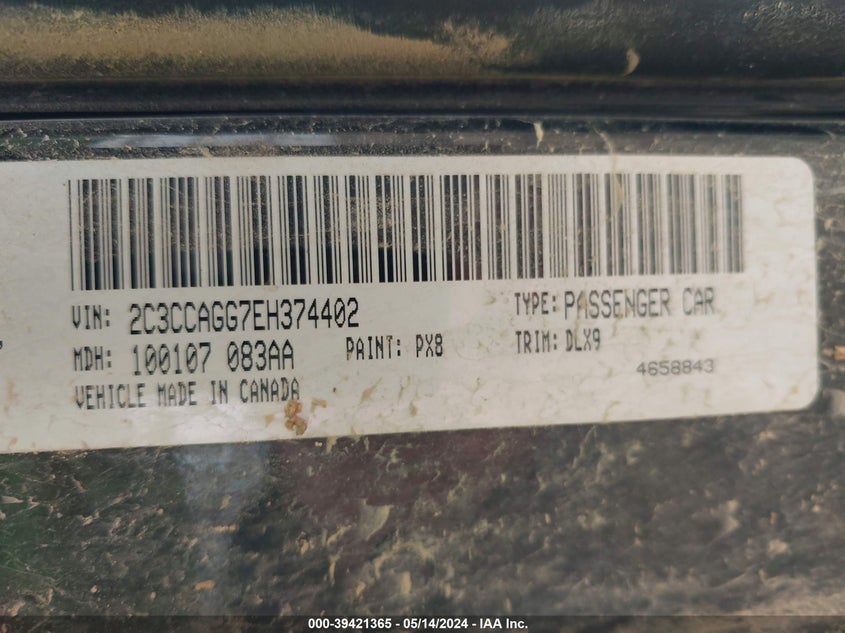 VIN: 2C3CCAGG7EH374402 TYPE: PASSENGER CAR
MDH: 100107 083AA PAINT: PX8 TRIM: DLX9
VEHICLE MADE IN CANADA 4658843
000-39421365 - 05/14/2024 - IAA Inc.